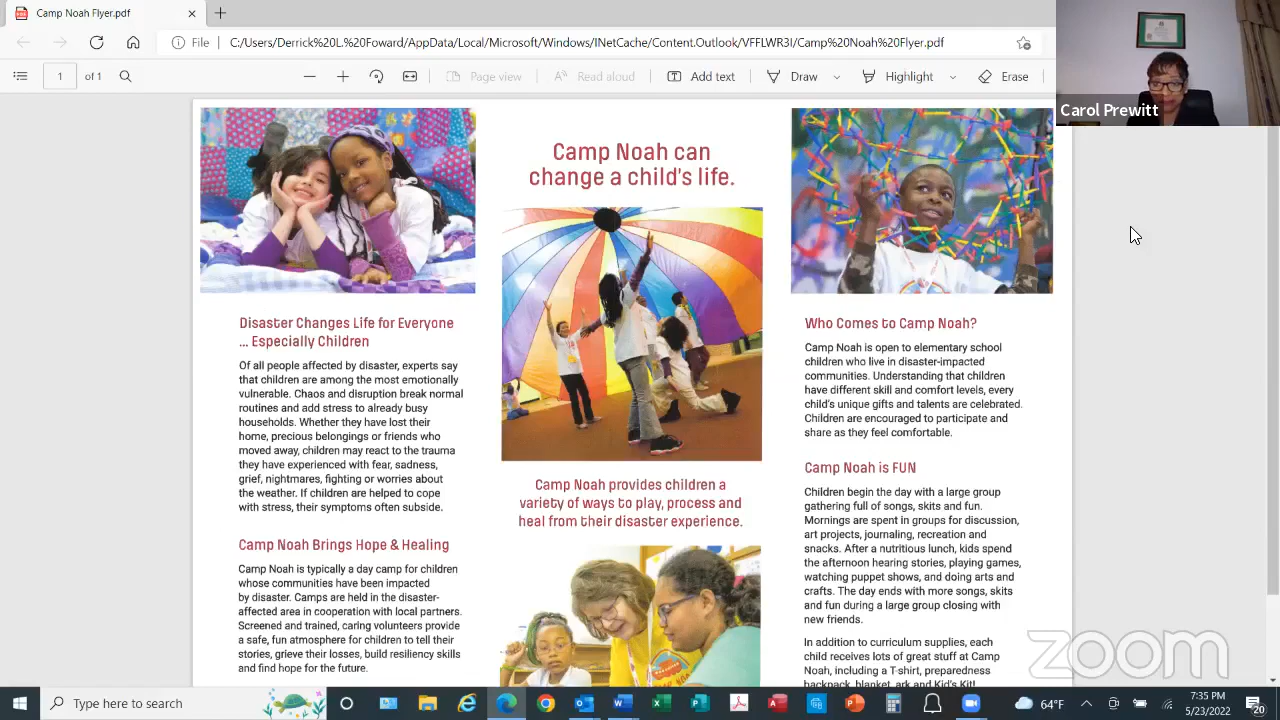 Camp Noah Flyer.pdf
File
C:/Users/Derrick%20L.%20Foward/AppData/Local/Microsoft/Windows/INetCache/Content.Outlook/VFFLWR3I/Camp%20Noah%20Flyer.pdf
1 of 1
Page view
Read aloud
Add text
Draw
Highlight
Erase
Carol Prewitt
Disaster Changes Life for Everyone
... Especially Children
Of all people affected by disaster, experts say
that children are among the most emotionally
vulnerable. Chaos and disruption break normal
routines and add stress to already busy
households. Whether they have lost their
home, precious belongings or friends who
moved away, children may react to the trauma
they have experienced with fear, sadness,
grief, nightmares, fighting or worries about
the weather. If children are helped to cope
with stress, their symptoms often subside.
Camp Noah Brings Hope & Healing
Camp Noah is typically a day camp for children
whose communities have been impacted
by disaster. Camps are held in the disaster-
affected area in cooperation with local partners.
Screened and trained, caring volunteers provide
a safe, fun atmosphere for children to tell their
stories, grieve their losses, build resiliency skills
and find hope for the future.
Camp Noah can
change a child's life.
Camp Noah provides children a
variety of ways to play, process and
heal from their disaster experience.
Who Comes to Camp Noah?
Camp Noah is open to elementary school
children who live in disaster-impacted
communities. Understanding that children
have different skill and comfort levels, every
child's unique gifts and talents are celebrated.
Children are encouraged to participate and
share as they feel comfortable.
Camp Noah is FUN
Children begin the day with a large group
gathering full of songs, skits and fun.
Mornings are spent in groups for discussion,
art projects, journaling, recreation and
snacks. After a nutritious lunch, kids spend
the afternoon hearing stories, playing games,
watching puppet shows, and doing arts and
crafts. The day ends with more songs, skits
and fun during a large group closing with
new friends.
In addition to curriculum supplies, each
child receives lots of great stuff at Camp
Noah, including a T-shirt, preparedness
backpack, blanket, ark and Kid's Kit!
zoom
Type here to search
64°F
7:35 PM
5/23/2022
20